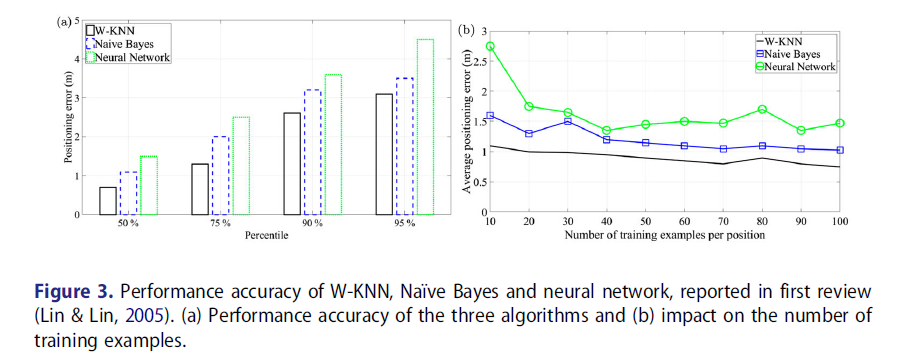 (a)
5
4
3
2
1
0
Positioning error (m)
W-KNN
Naive Bayes
Neural Network
50 %
75 %
90 %
95 %
Percentile
(b)
3
2.5
2
1.5
1
0.5
0
Average positioning error (m)
W-KNN
Naive Bayes
Neural Network
10
20
30
40
50
60
70
80
90
100
Number of training examples per position
Figure 3. Performance accuracy of W-KNN, Naïve Bayes and neural network, reported in first review
(Lin & Lin, 2005). (a) Performance accuracy of the three algorithms and (b) impact on the number of
training examples.